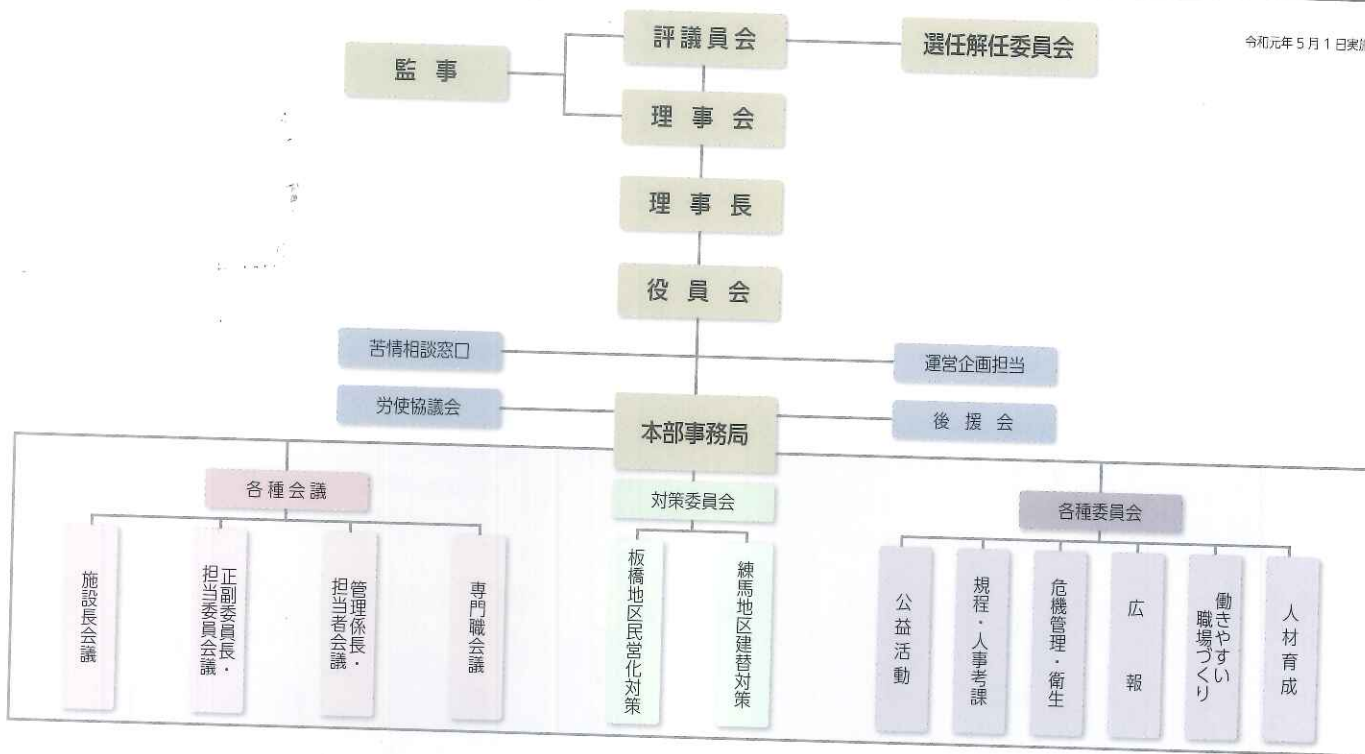 評議員会
選任解任委員会
令和元年5月1日実施
監事
理事会
理事長
役員会
苦情相談窓口
運営企画担当
労使協議会
後援会
本部事務局
各種会議
対策委員会
各種委員会
施設長会議
正副委員長・
担当委員会議
管理係長・
担当者会議
専門職会議
板橋地区民営化対策
練馬地区建替対策
公益活動
規程・人事考課
危機管理・衛生
広報
働きやすい
職場づくり
人材育成